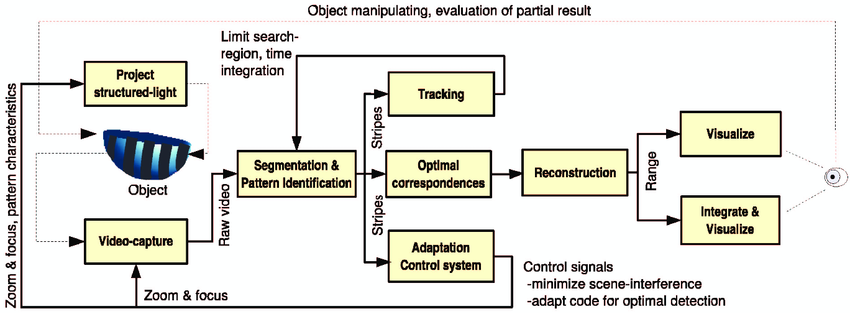 Object manipulating, evaluation of partial result
Limit search-
region, time
integration
Project
structured-light
Tracking
Visualize
Zoom & focus, pattern characteristics
Object
Raw video
Segmentation &
Pattern Identification
Stripes
Stripes
Optimal
correspondences
Reconstruction
Range
Integrate &
Visualize
Video-capture
Adaptation
Control system
Zoom & focus
Control signals
-minimize scene-interference
-adapt code for optimal detection